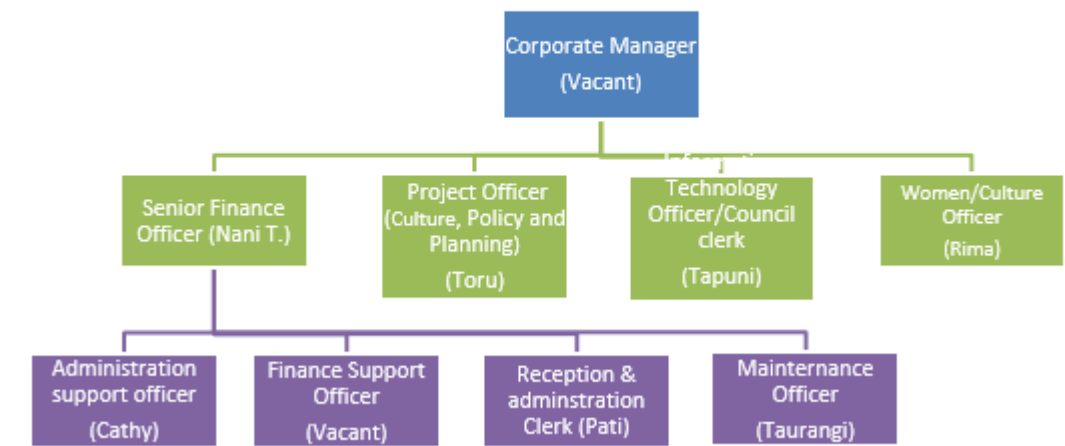 Corporate Manager
(Vacant)
Senior Finance
Officer (Nani T.)
Project Officer
(Culture, Policy and
Planning)
(Toru)
Technology
Officer/Council
clerk
(Tapuni)
Women/Culture
Officer
(Rima)
Administration
support officer
(Cathy)
Finance Support
Officer
(Vacant)
Reception &
adminstration
Clerk (Pati)
Mainternance
Officer
(Taurangi)